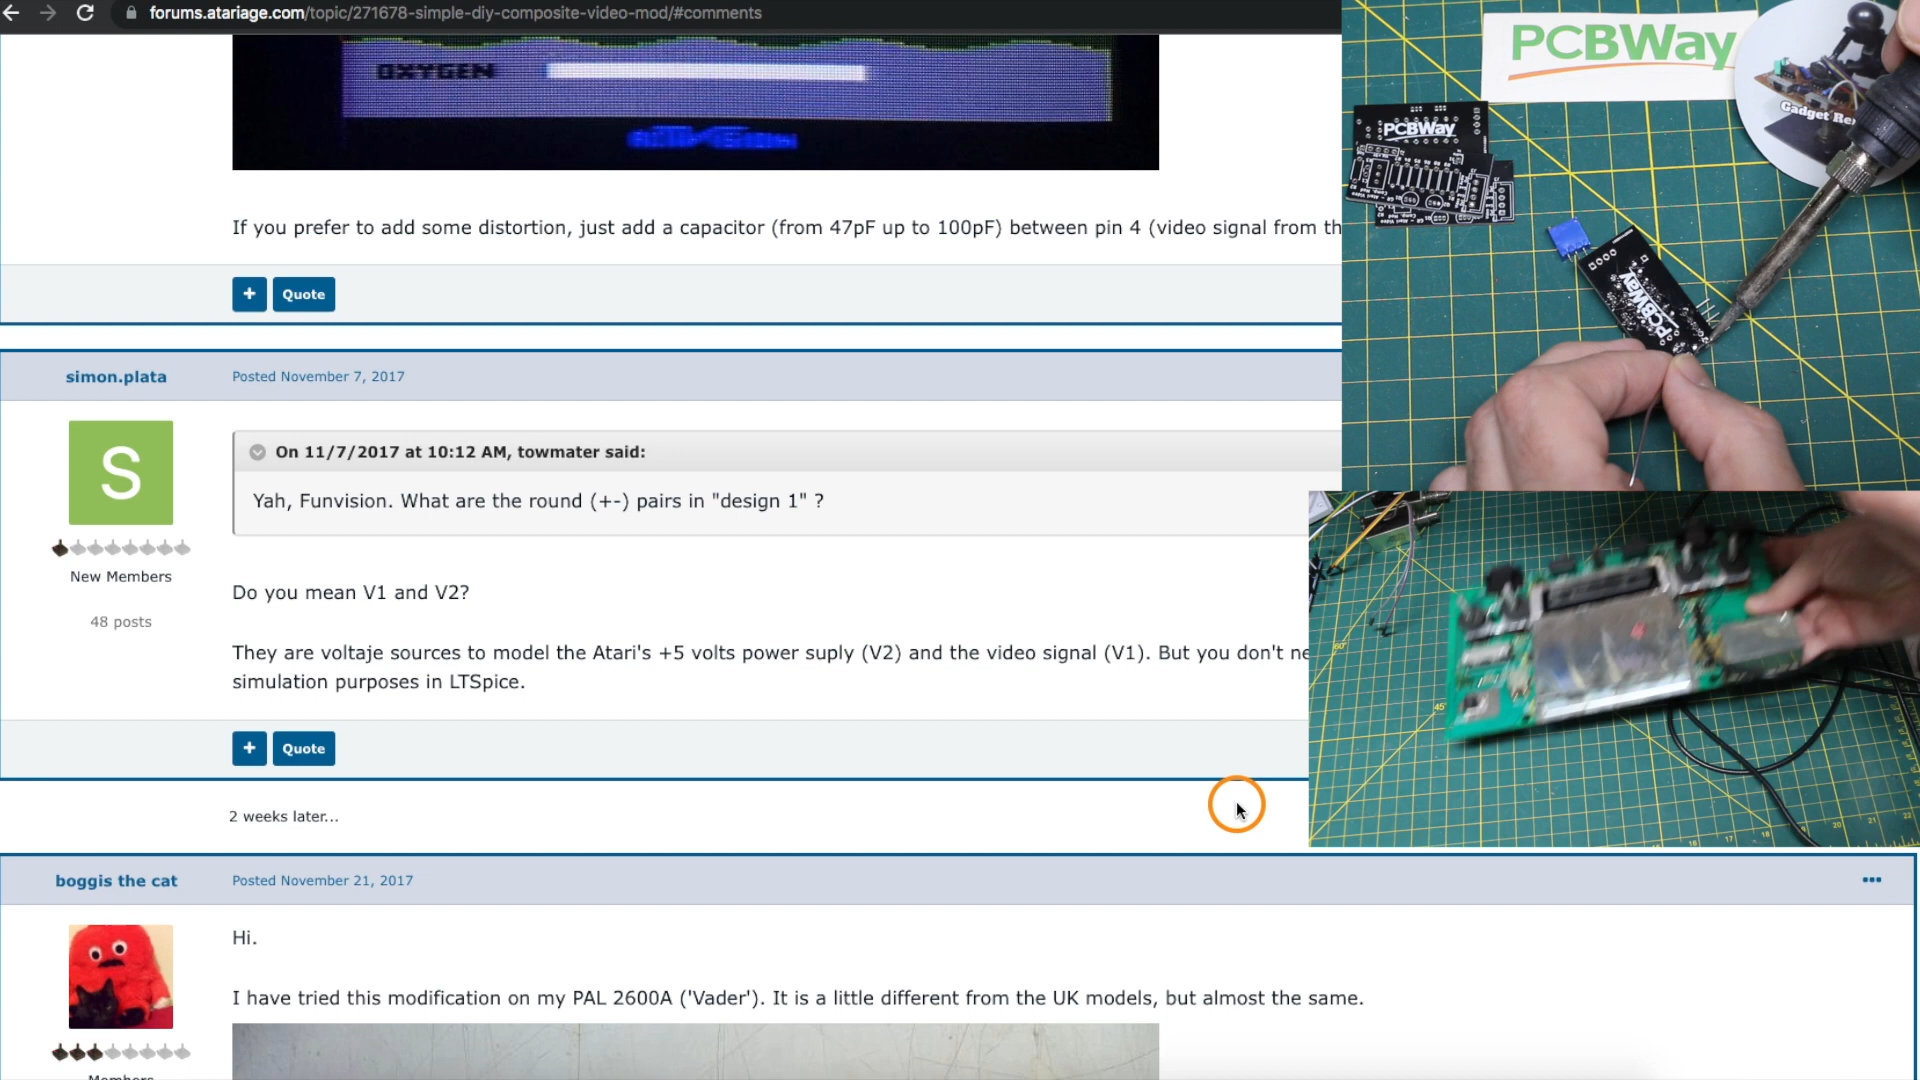 forums.atariage.com/topic/271678-simple-diy-composite-video-mod/#comments
OXYGEN
If you prefer to add some distortion, just add a capacitor (from 47pF up to 100pF) between pin 4 (video signal from th
+ Quote
simon.plata
Posted November 7, 2017
S
New Members
48 posts
On 11/7/2017 at 10:12 AM, towmater said:
Yah, Funvision. What are the round (+-) pairs in "design 1" ?
Do you mean V1 and V2?
They are voltaje sources to model the Atari's +5 volts power suply (V2) and the video signal (V1). But you don't ne
simulation purposes in LTSpice.
+ Quote
2 weeks later...
boggis the cat
Posted November 21, 2017
Members
Hi.
I have tried this modification on my PAL 2600A ('Vader'). It is a little different from the UK models, but almost the same.
PCBWay
Gadget
PCBWay
PCBWay